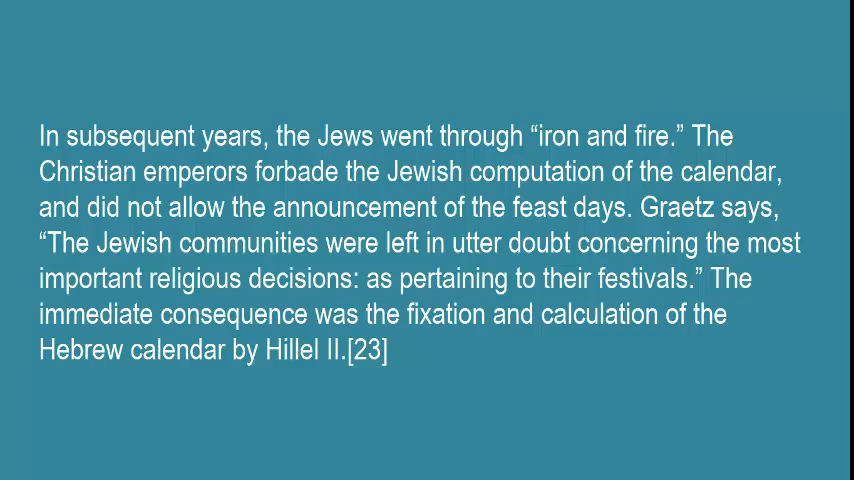 In subsequent years, the Jews went through “iron and fire.” The
Christian emperors forbade the Jewish computation of the calendar,
and did not allow the announcement of the feast days. Graetz says,
“The Jewish communities were left in utter doubt concerning the most
important religious decisions: as pertaining to their festivals.” The
immediate consequence was the fixation and calculation of the
Hebrew calendar by Hillel II.[23]